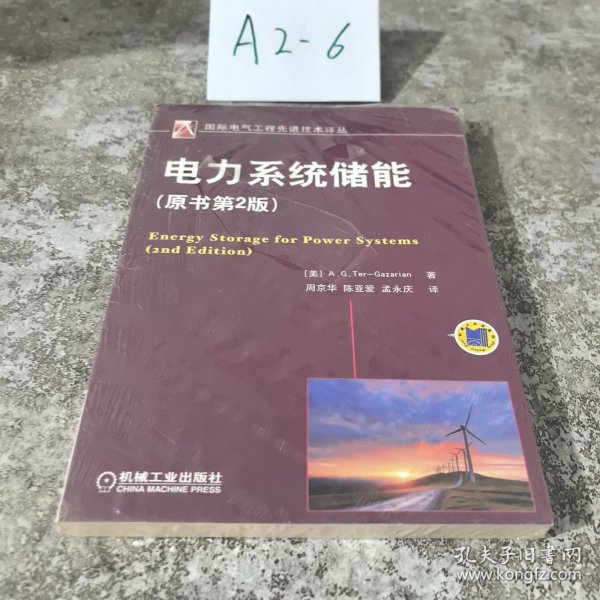 A2-6
国际电气工程先进技术译丛
电力系统储能
(原书第2版)
Energy Storage for Power Systems
(2nd Edition)
[美] A.G.Ter-Gazarian 著
周京华 陈亚爱 孟永庆 译
机械工业出版社
CHINA MACHINE PRESS
孔夫子旧书网
www.kongfz.com